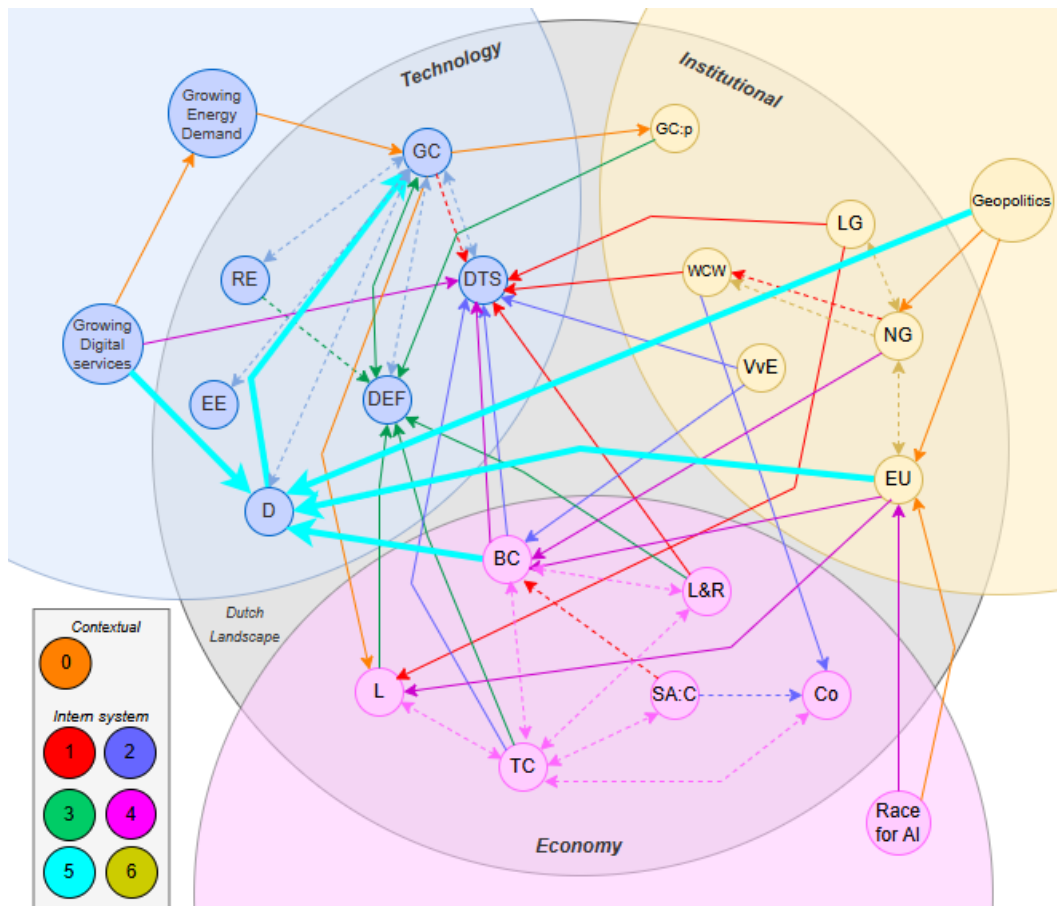 Technology
Institutional
Growing
Energy
Demand
GC
GC:p
Geopolitics
LG
RE
DTS
WCW
NG
Growing
Digital
services
VvE
EE
DEF
EU
D
BC
L&R
Dutch
Landscape
L
SA:C
Co
TC
Race
for AI
Economy
Contextual
0
Intern system
1
2
3
4
5
6